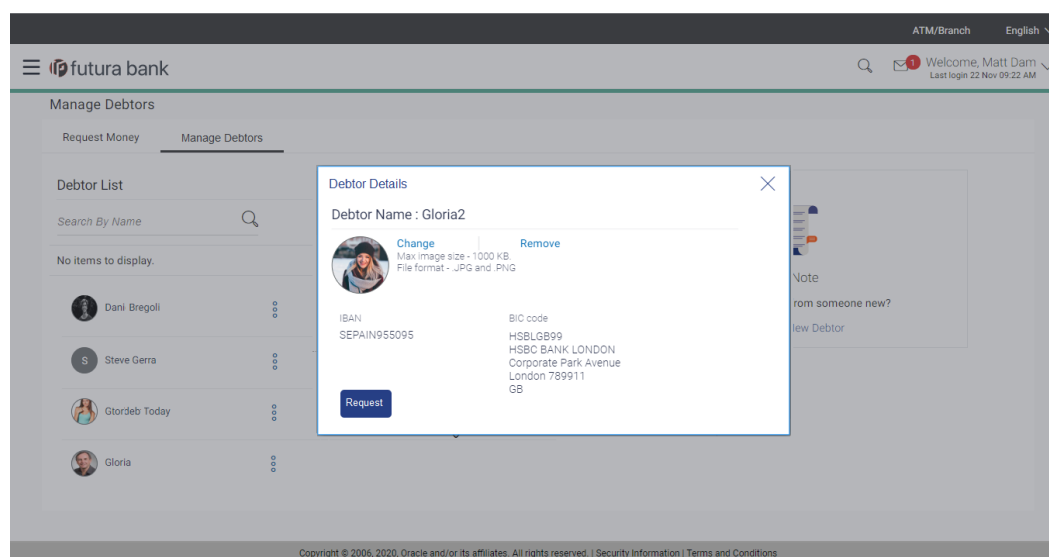 ATM/Branch English
futura bank
Welcome, Matt Dam
1
Last login 22 Nov 09:22 AM
Manage Debtors
Request Money Manage Debtors
Debtor List
Search By Name
No items to display.
Dani Bregoli
S Steve Gerra
Gtordeb Today
Gloria
Debtor Details
Debtor Name : Gloria2
Change Remove
Max image size - 1000 KB.
File format - .JPG and .PNG
IBAN
SEPAIN955095
BIC code
HSBLGB99
HSBC BANK LONDON
Corporate Park Avenue
London 789911
GB
Request
Note
rom someone new?
lew Debtor
Copyright © 2006, 2020, Oracle and/or its affiliates. All rights reserved. | Security Information | Terms and Conditions